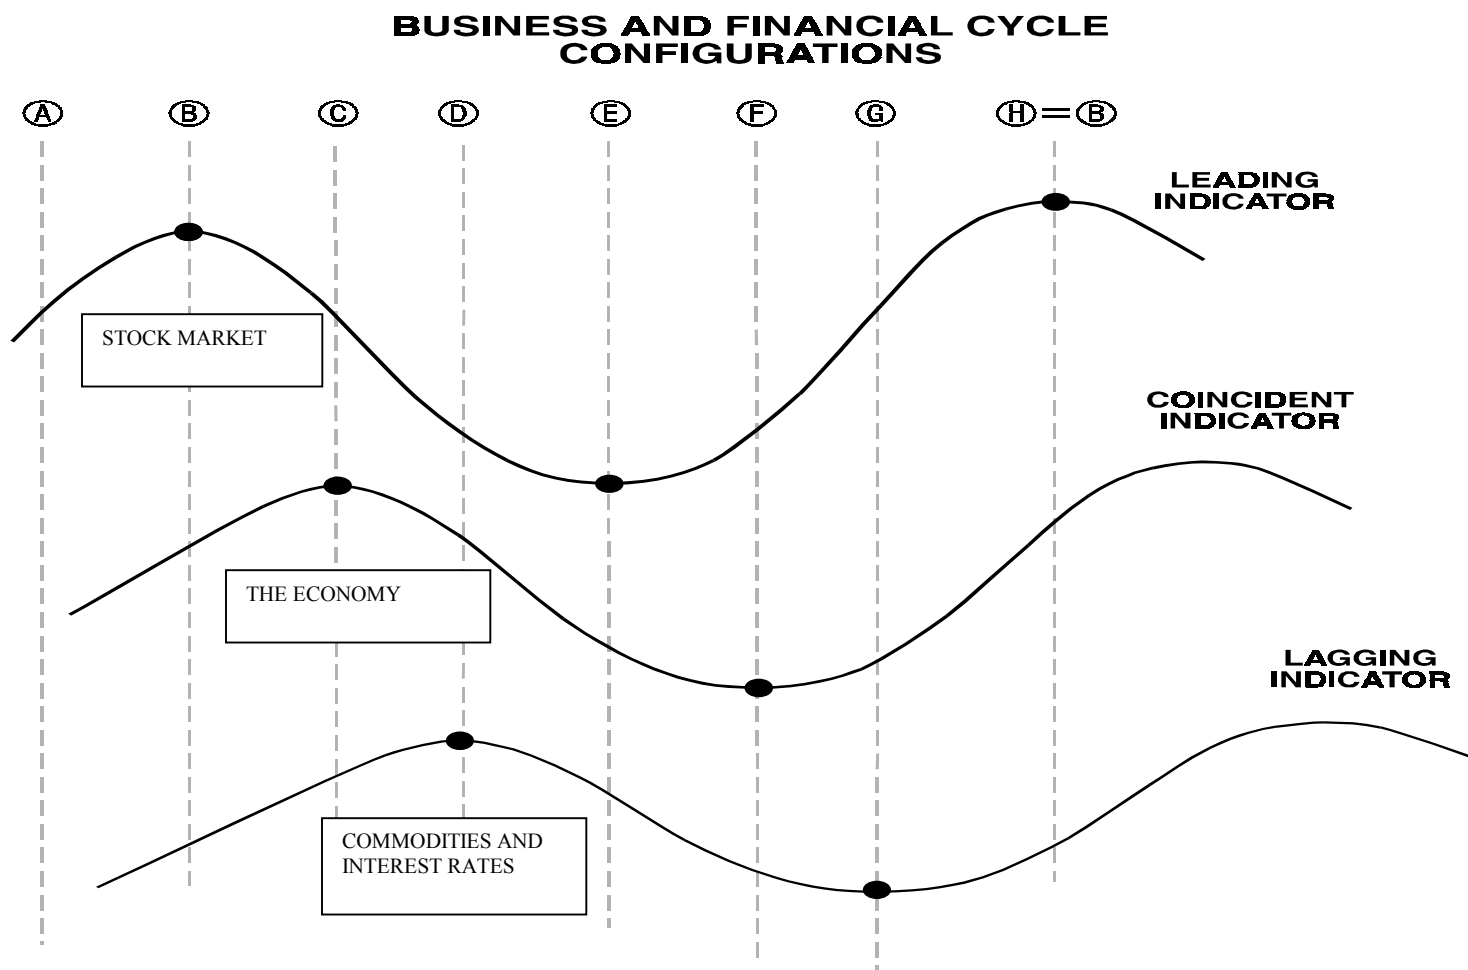 BUSINESS AND FINANCIAL CYCLE
CONFIGURATIONS
A B C D E F G H = B
LEADING
INDICATOR
STOCK MARKET
COINCIDENT
INDICATOR
THE ECONOMY
LAGGING
INDICATOR
COMMODITIES AND
INTEREST RATES